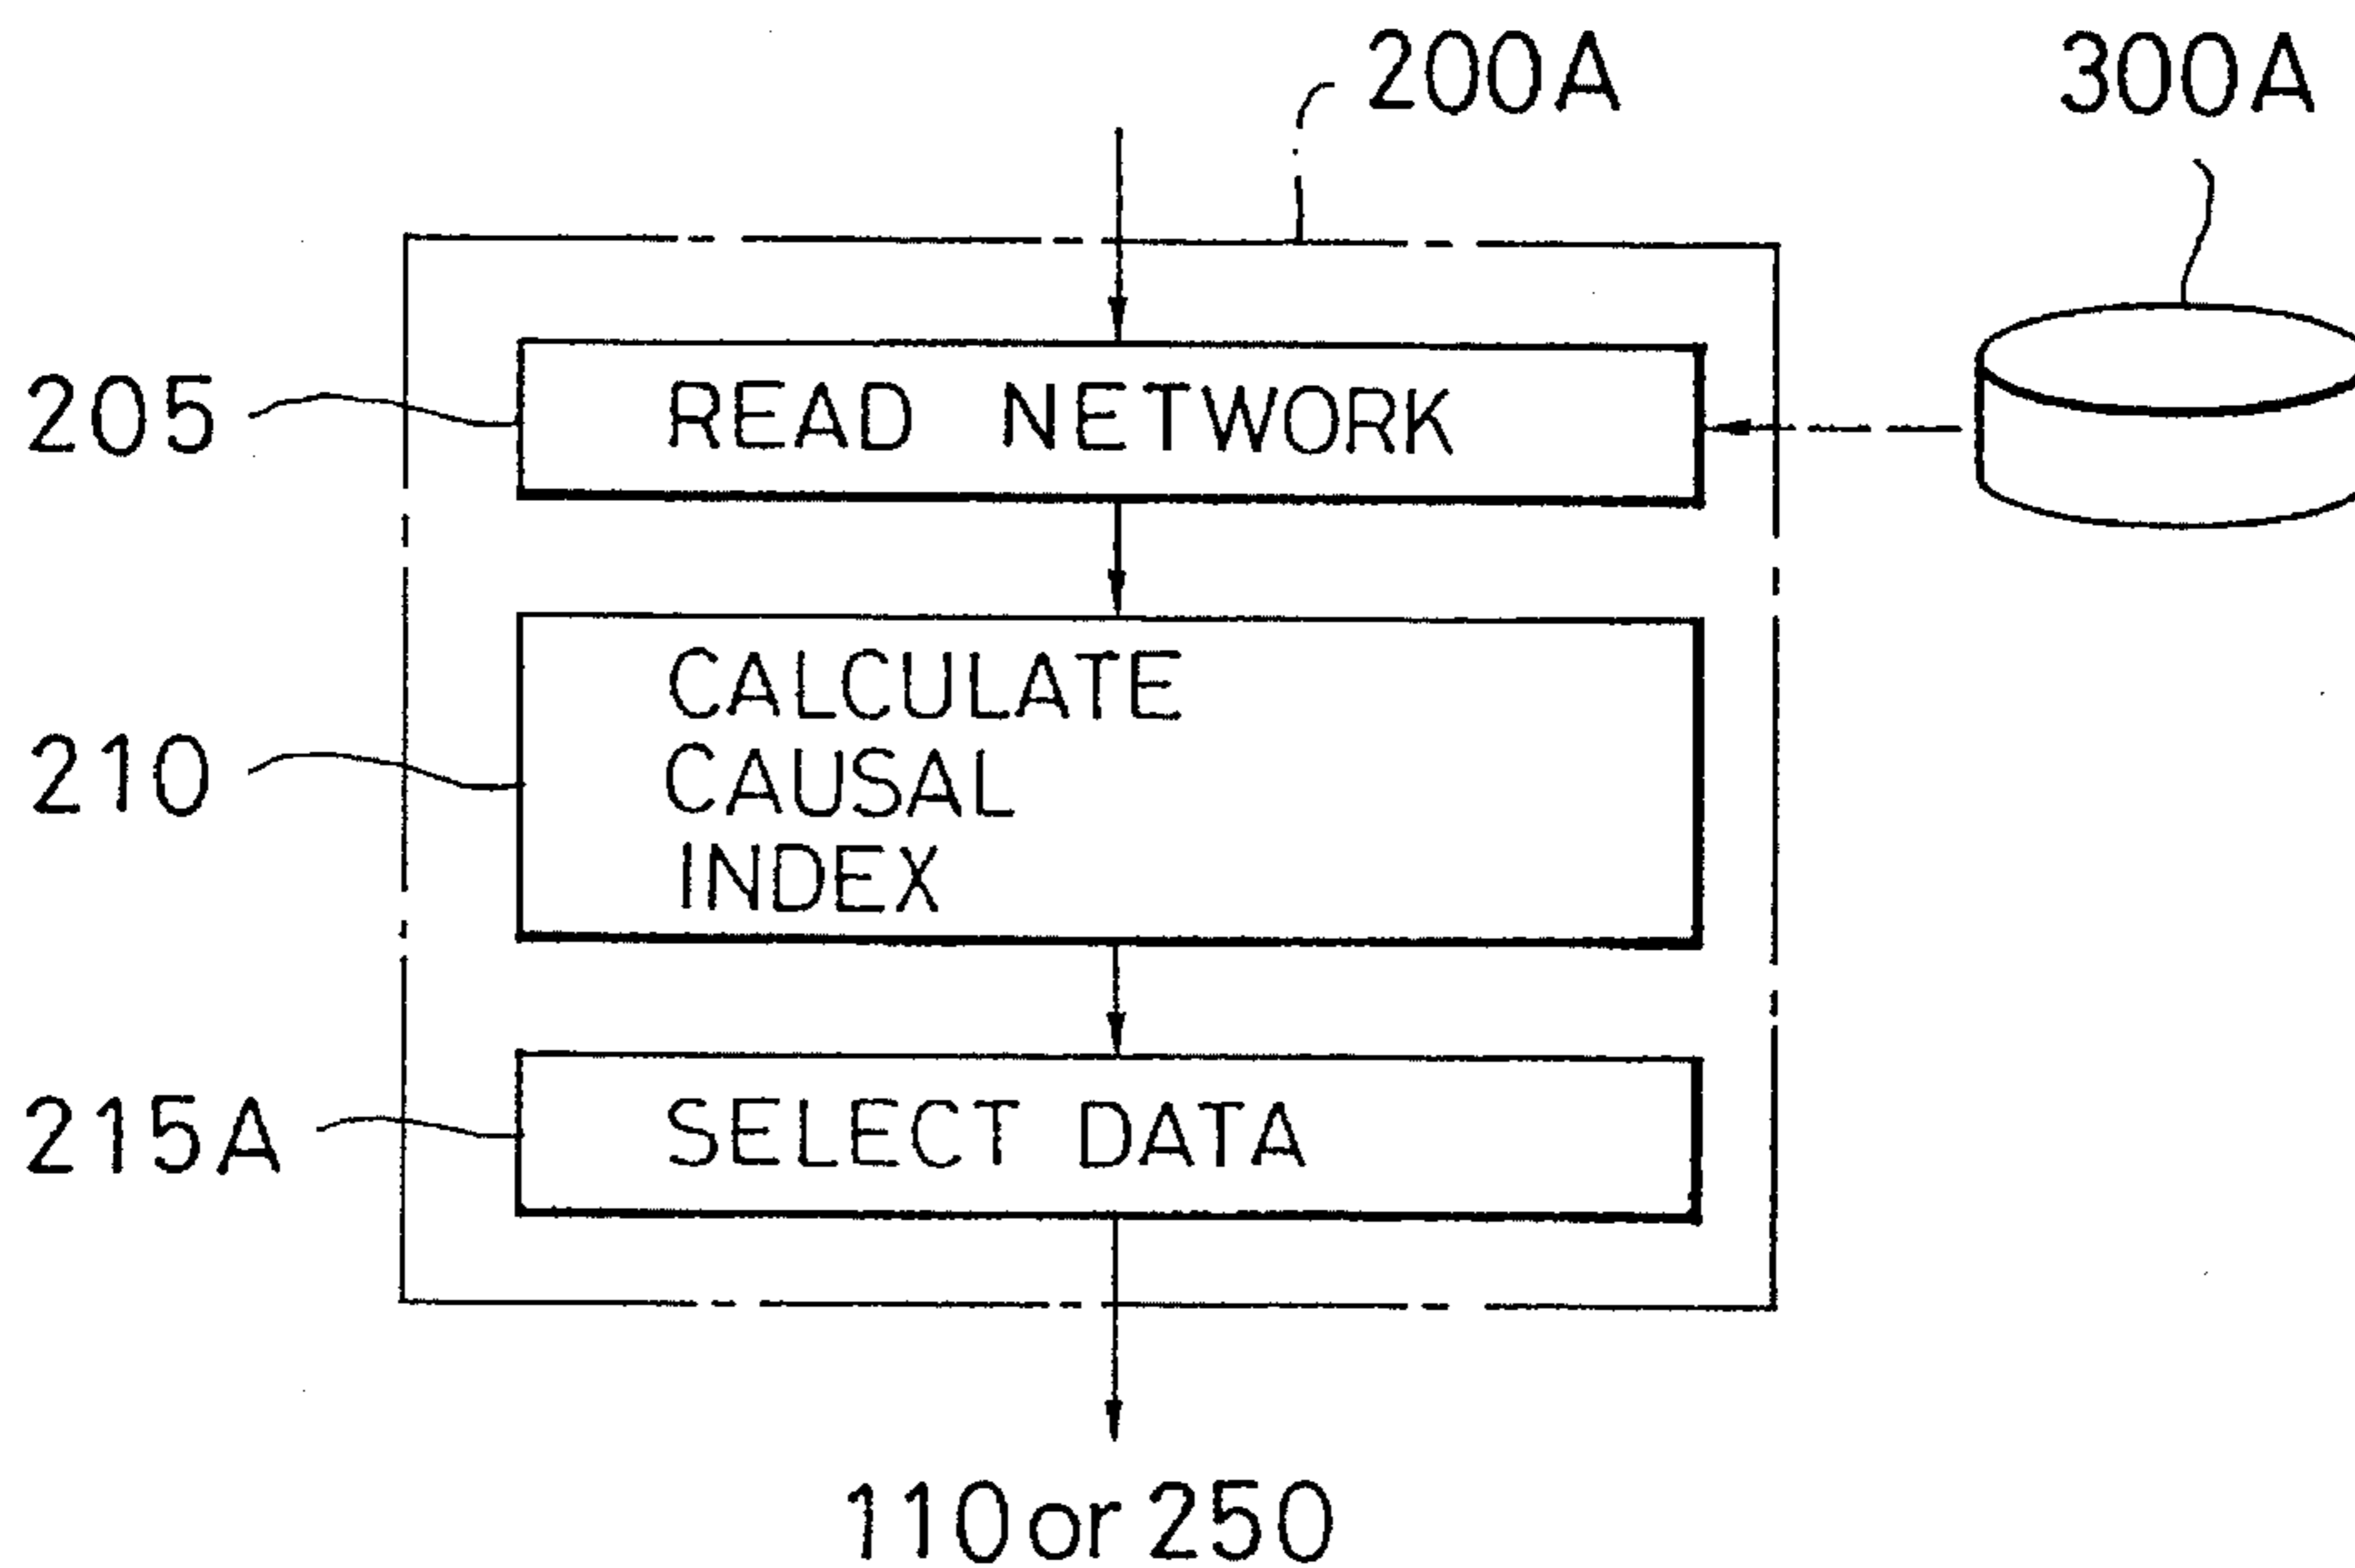 200A
300A
205
READ NETWORK
210
CALCULATE
CAUSAL
INDEX
215A
SELECT DATA
110 or 250